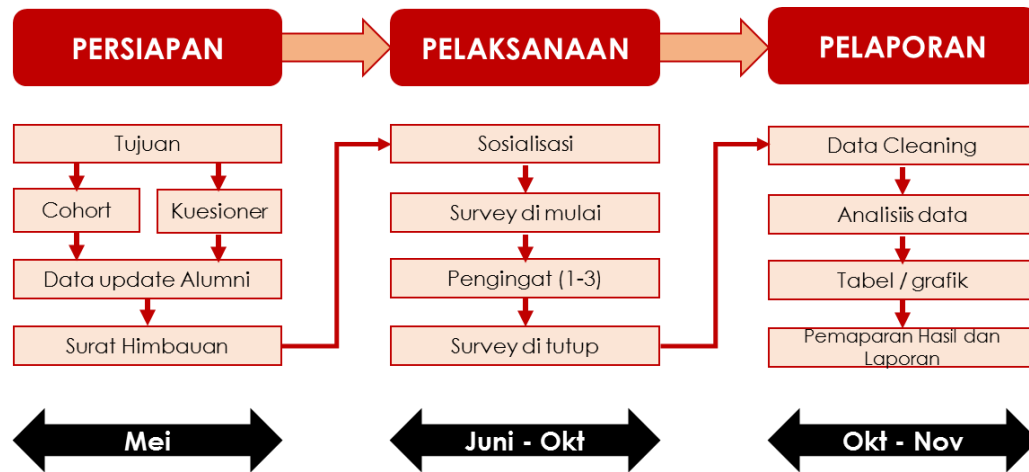 PERSIAPAN
PELAKSANAAN
PELAPORAN
Tujuan
Cohort
Kuesioner
Data update Alumni
Surat Himbauan
Sosialisasi
Survey di mulai
Pengingat (1-3)
Survey di tutup
Data Cleaning
Analisiis data
Tabel / grafik
Pemaparan Hasil dan
Laporan
Mei
Juni - Okt
Okt - Nov